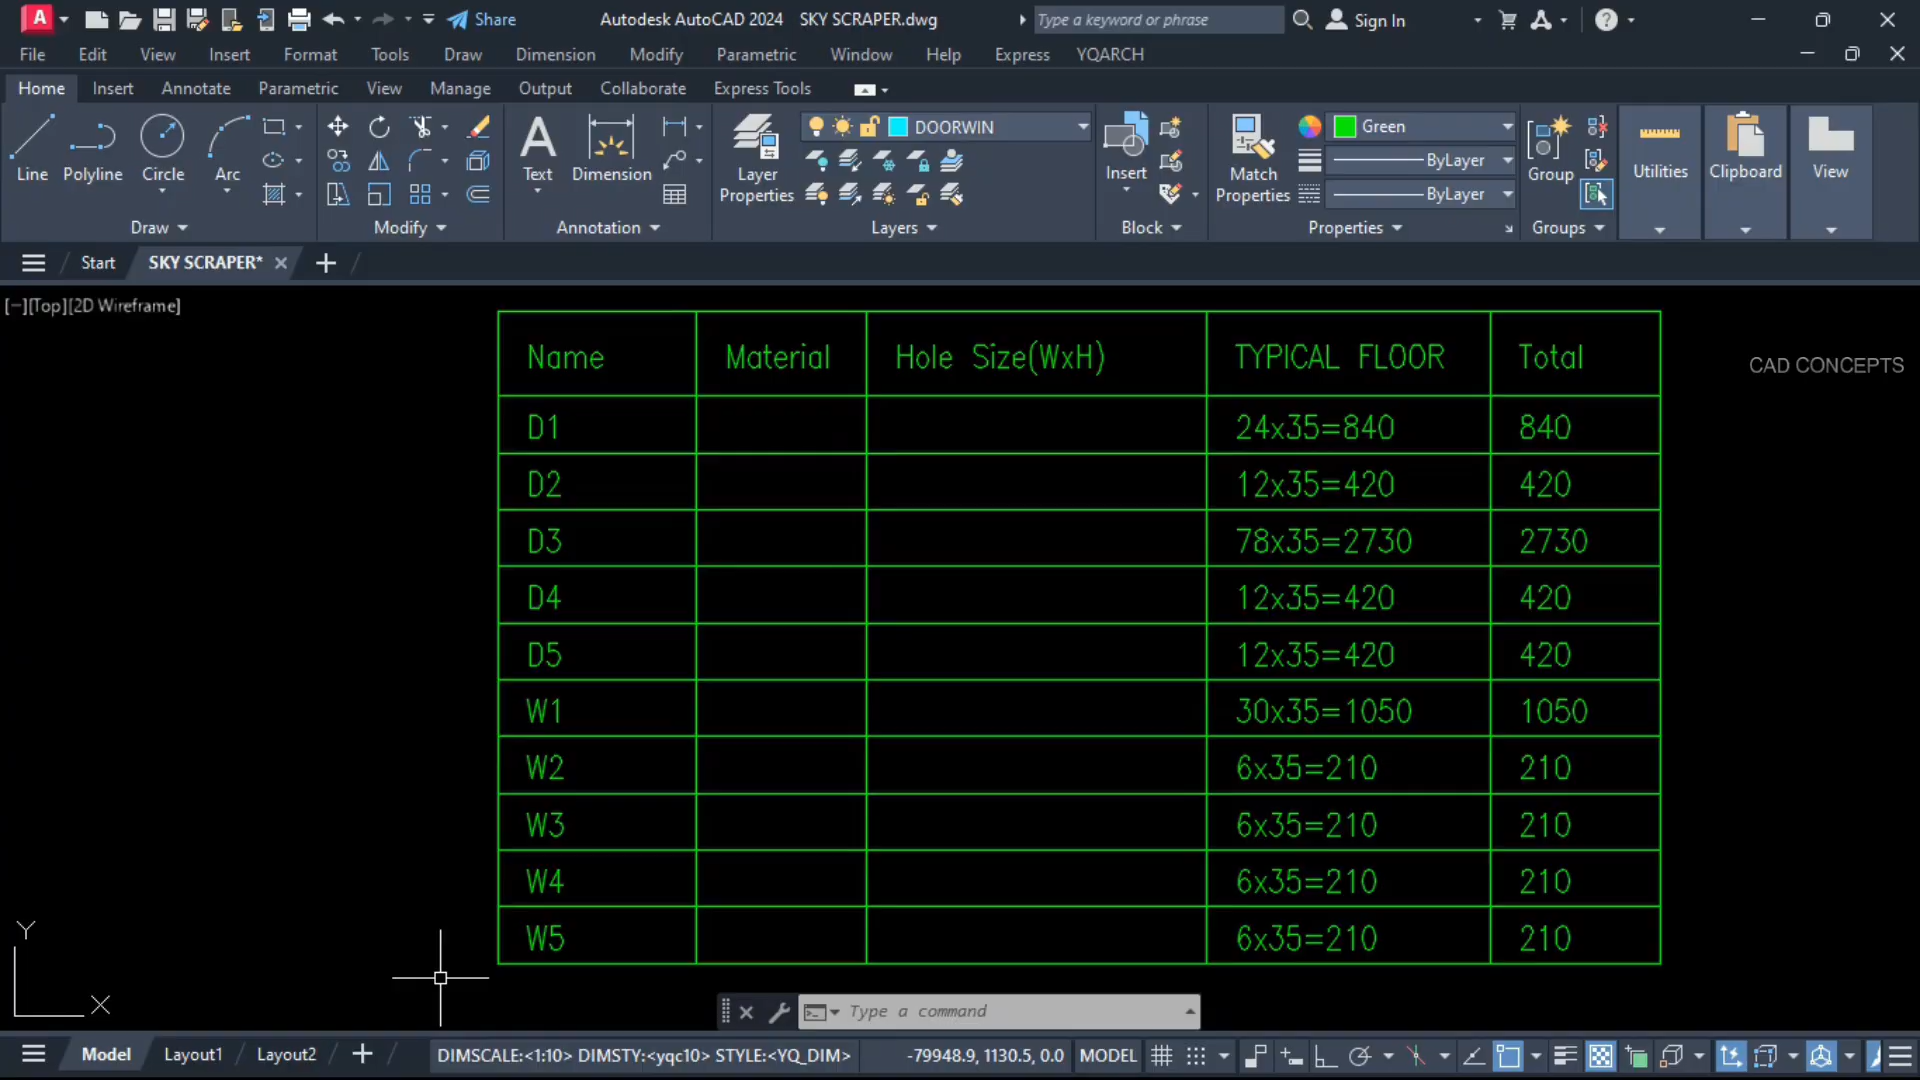 Share
Autodesk AutoCAD 2024 SKY SCRAPER.dwg
Type a keyword or phrase
Sign In
File Edit View Insert Format Tools Draw Dimension Modify Parametric Window Help Express YQARCH
Home Insert Annotate Parametric View Manage Output Collaborate Express Tools
DOORWIN
Green
ByLayer
ByLayer
Line Polyline Circle Arc Text Dimension Layer Properties Insert Match Properties Group Utilities Clipboard View
Draw Modify Annotation Layers Block Properties Groups
Start SKY SCRAPER*
[−][Top][2D Wireframe]
CAD CONCEPTS
Name Material Hole Size(WxH) TYPICAL FLOOR Total
D1 24x35=840 840
D2 12x35=420 420
D3 78x35=2730 2730
D4 12x35=420 420
D5 12x35=420 420
W1 30x35=1050 1050
W2 6x35=210 210
W3 6x35=210 210
W4 6x35=210 210
W5 6x35=210 210
Y
X
Type a command
Model Layout1 Layout2 DIMSCALE:<1:10> DIMSTY:<yqc10> STYLE:<YQ_DIM> -79948.9, 1130.5, 0.0 MODEL